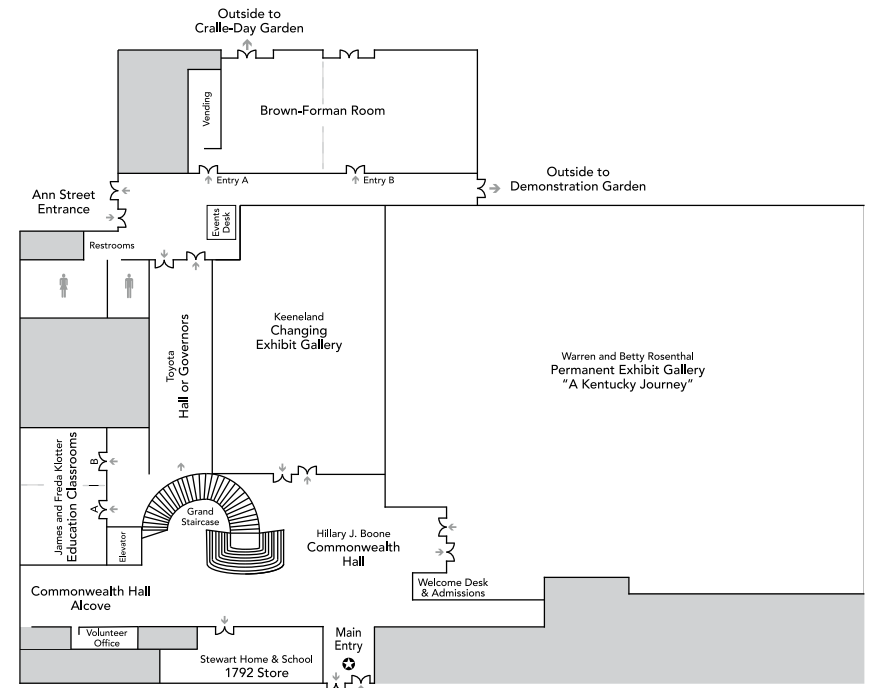 Outside to
Cralle-Day Garden
Vending
Brown-Forman Room
Entry A
Entry B
Outside to
Demonstration Garden
Ann Street
Entrance
Events
Desk
Restrooms
Keeneland
Changing
Exhibit Gallery
Toyota
Hall or Governors
Warren and Betty Rosenthal
Permanent Exhibit Gallery
“A Kentucky Journey”
James and Freda Klotter
Education Classrooms
B
A
Grand
Staircase
Elevator
Hillary J. Boone
Commonwealth
Hall
Welcome Desk
& Admissions
Commonwealth Hall
Alcove
Volunteer
Office
Main
Entry
Stewart Home & School
1792 Store